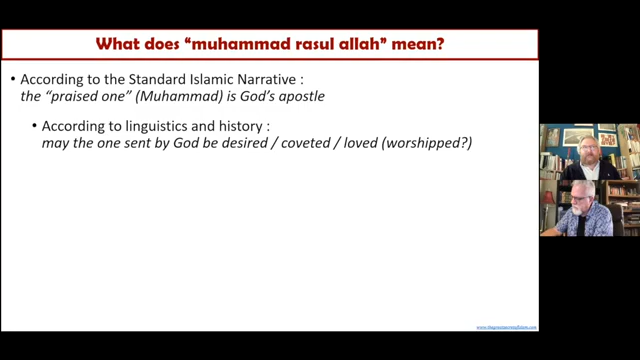 What does “muhammad rasul allah” mean?
• According to the Standard Islamic Narrative :
the “praised one” (Muhammad) is God’s apostle
• According to linguistics and history :
may the one sent by God be desired / coveted / loved (worshipped?)